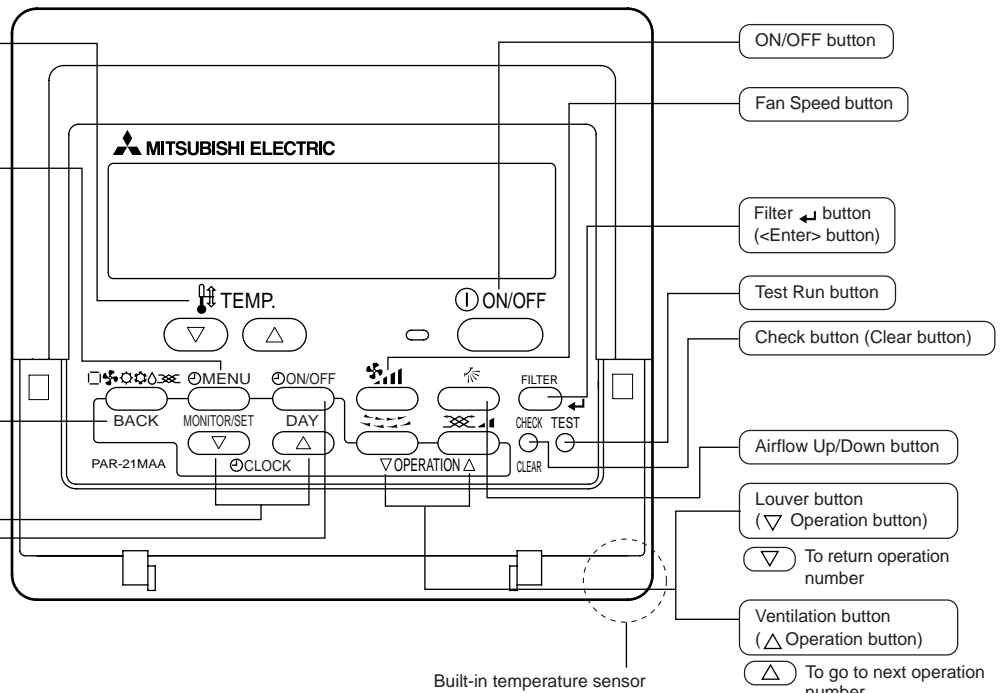 ON/OFF button
Fan Speed button
MITSUBISHI ELECTRIC
Filter ↵ button
(<Enter> button)
TEMP.
ON/OFF
Test Run button
Check button (Clear button)
MENU
ON/OFF
FILTER
BACK
MONITOR/SET
DAY
CHECK
TEST
PAR-21MAA
CLOCK
▽ OPERATION △
CLEAR
Airflow Up/Down button
Louver button
(▽ Operation button)
▽ To return operation
number
Ventilation button
(△ Operation button)
△ To go to next operation
number
Built-in temperature sensor